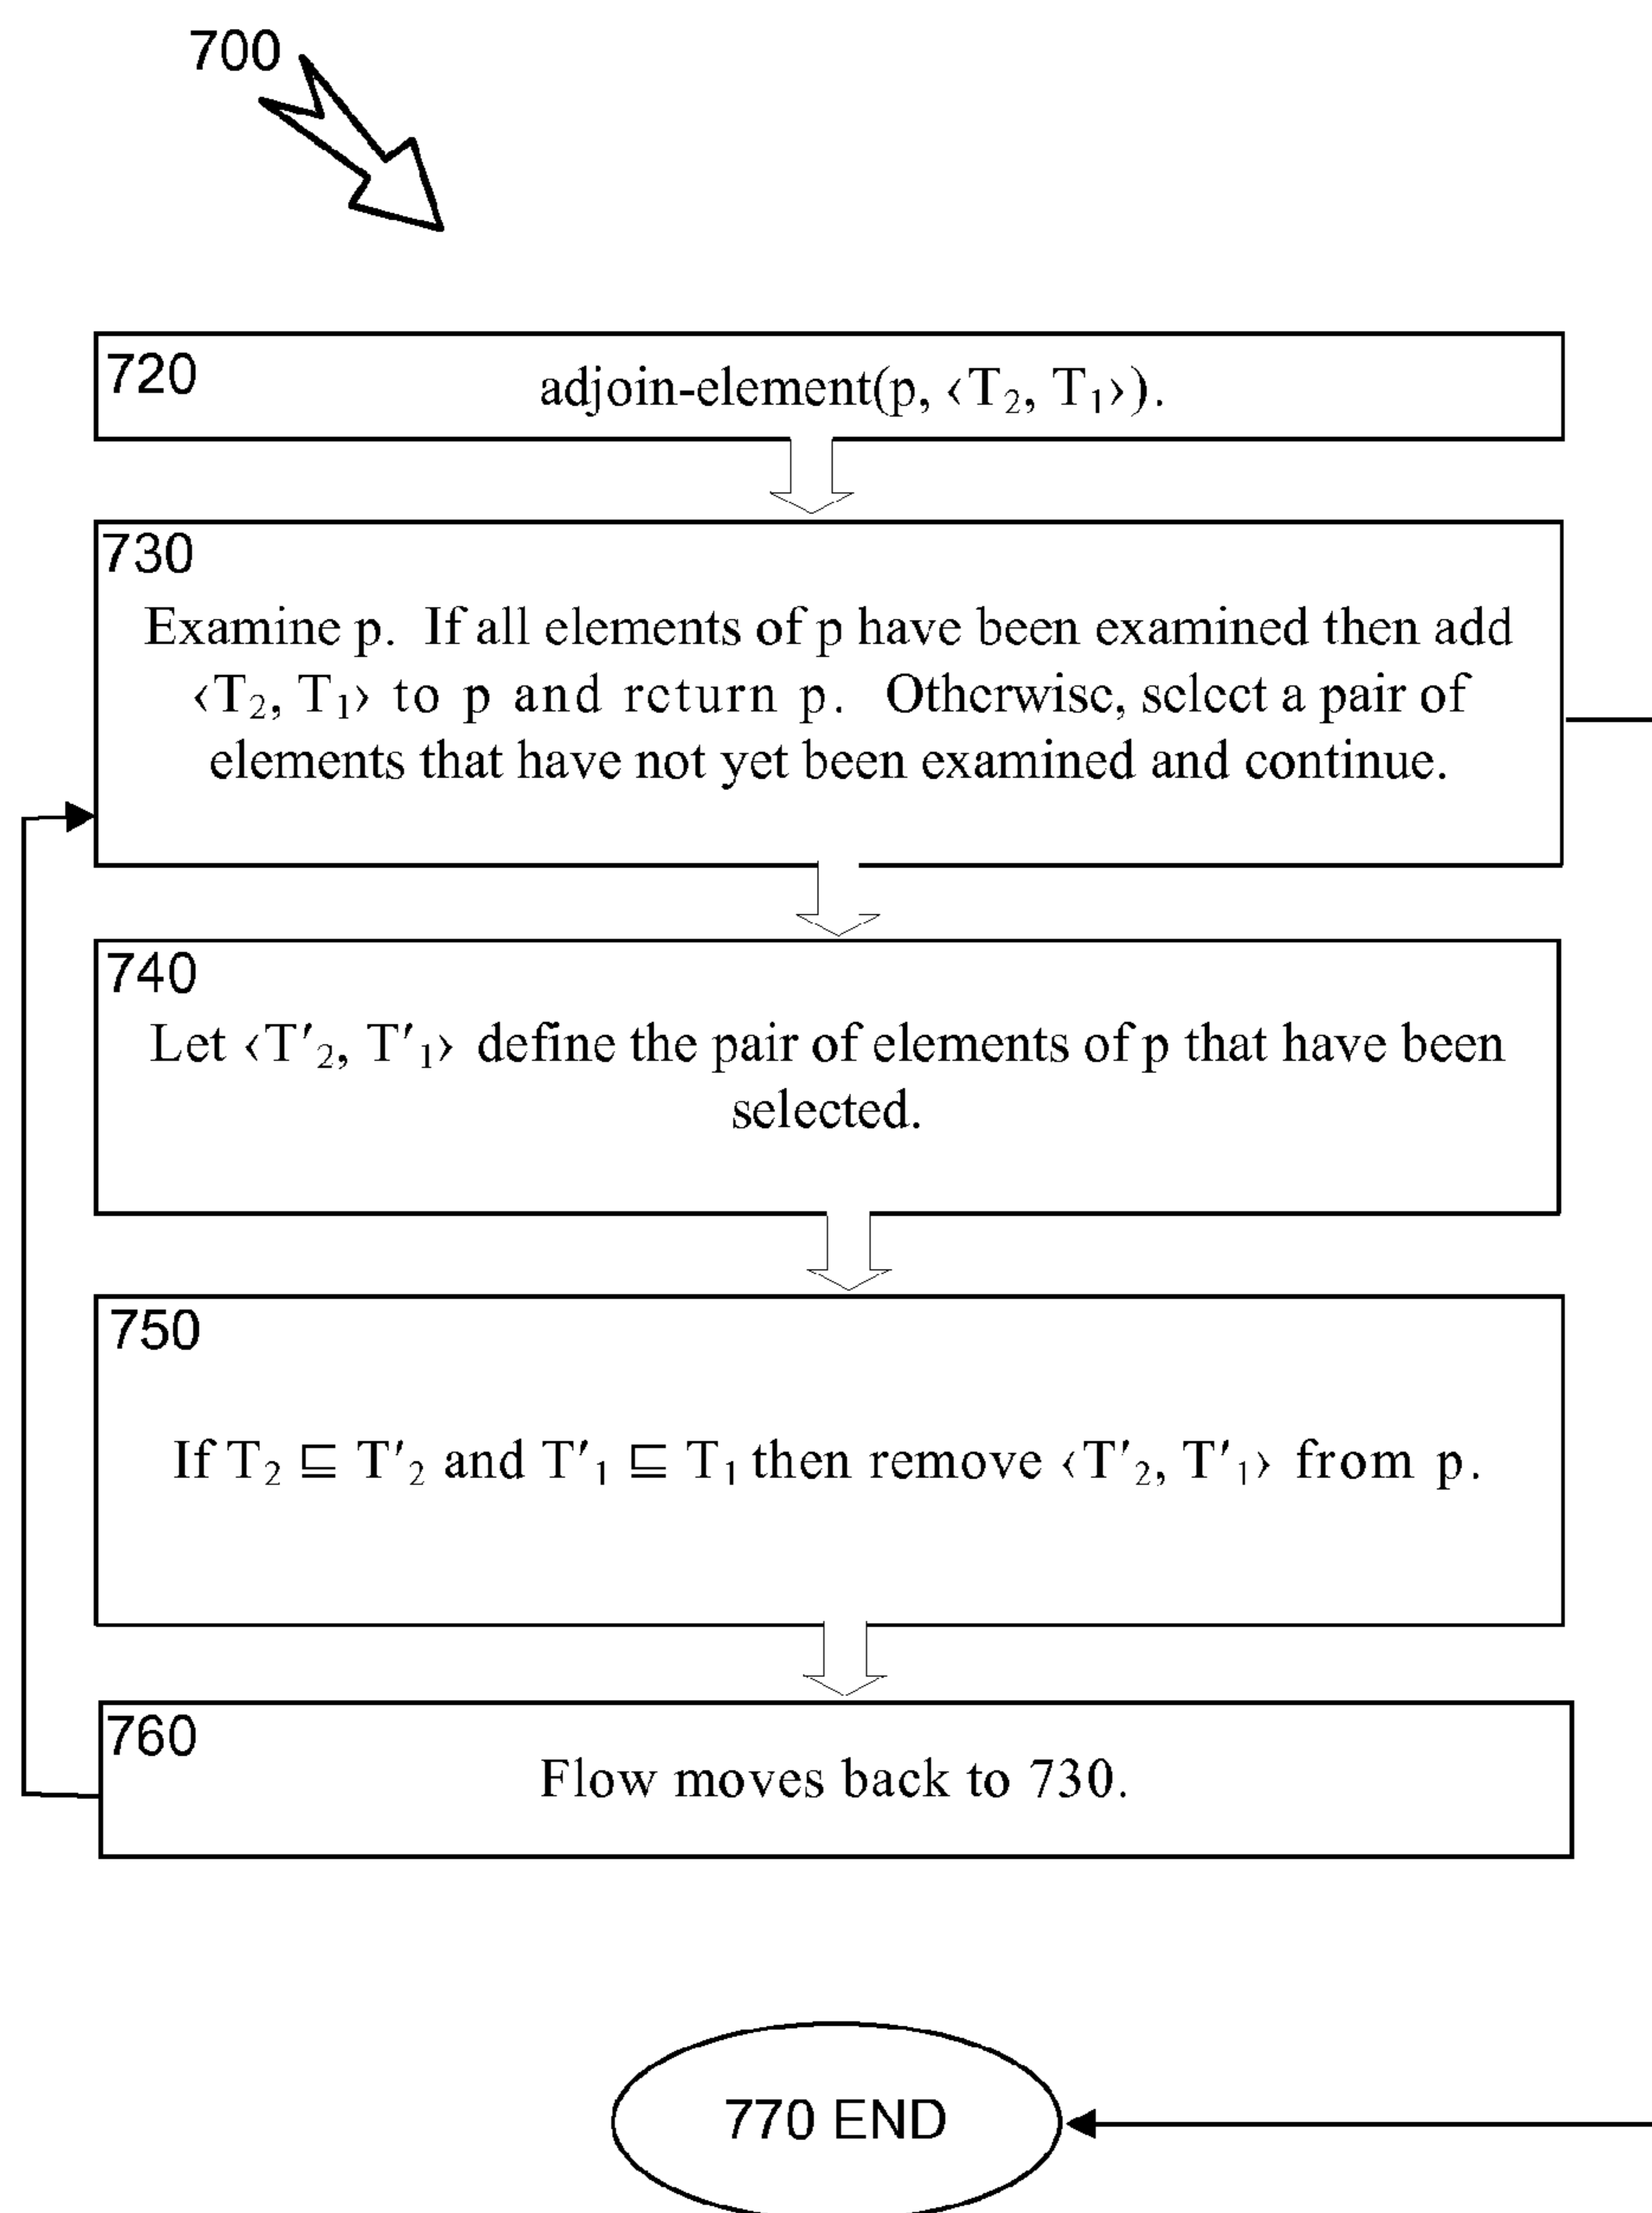 700
720
adjoin-element(p, ‹T₂, T₁›).
730
Examine p. If all elements of p have been examined then add
‹T₂, T₁› to p and return p. Otherwise, select a pair of
elements that have not yet been examined and continue.
740
Let ‹T′₂, T′₁› define the pair of elements of p that have been
selected.
750
If T₂ ⊑ T′₂ and T′₁ ⊑ T₁ then remove ‹T′₂, T′₁› from p.
760
Flow moves back to 730.
770 END